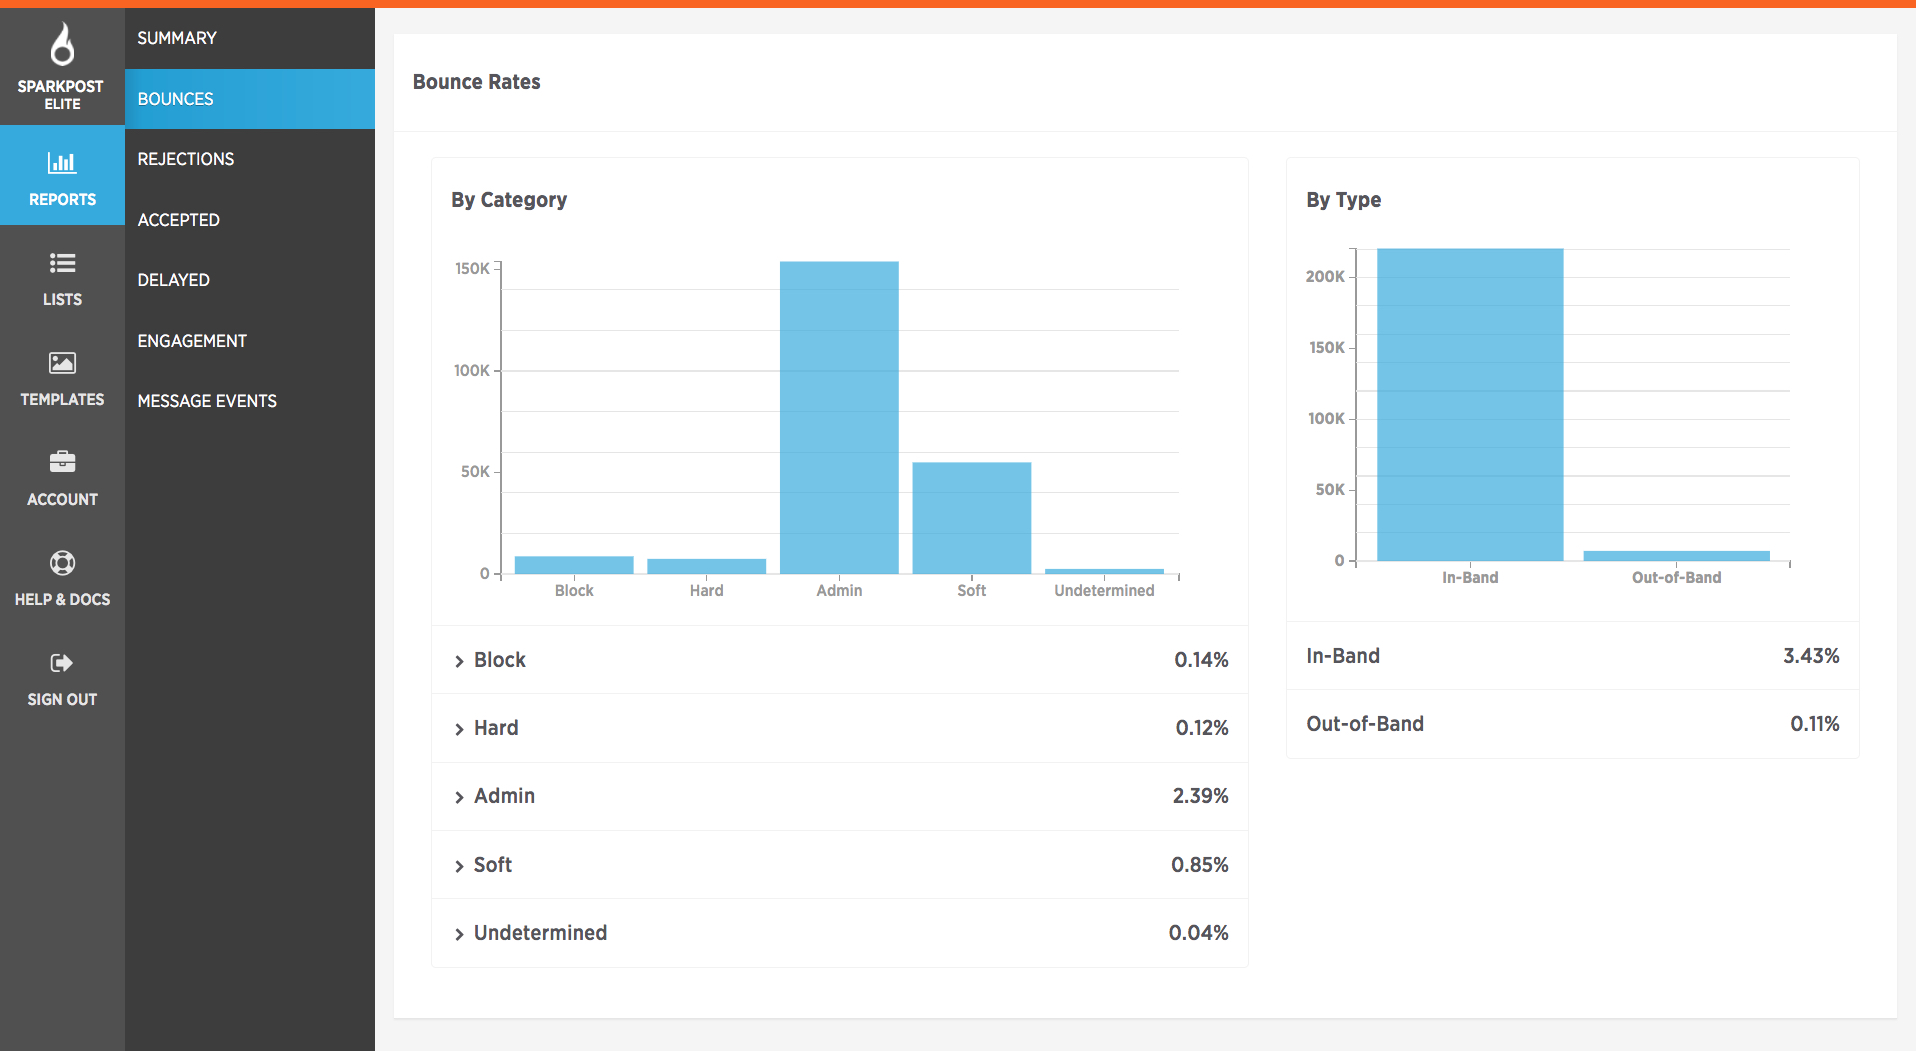 SPARKPOST
ELITE
REPORTS
LISTS
TEMPLATES
ACCOUNT
HELP & DOCS
SIGN OUT
SUMMARY
BOUNCES
REJECTIONS
ACCEPTED
DELAYED
ENGAGEMENT
MESSAGE EVENTS
Bounce Rates
By Category
150K
100K
50K
0
Block Hard Admin Soft Undetermined
Block 0.14%
Hard 0.12%
Admin 2.39%
Soft 0.85%
Undetermined 0.04%
By Type
200K
150K
100K
50K
0
In-Band Out-of-Band
In-Band 3.43%
Out-of-Band 0.11%